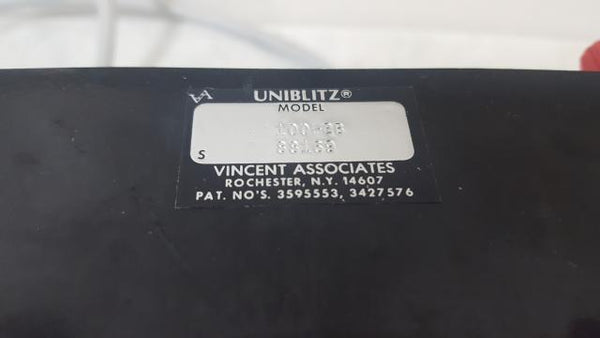 UNIBLITZ®
MODEL
S
VINCENT ASSOCIATES
ROCHESTER, N.Y. 14607
PAT. NO'S. 3595553, 3427576